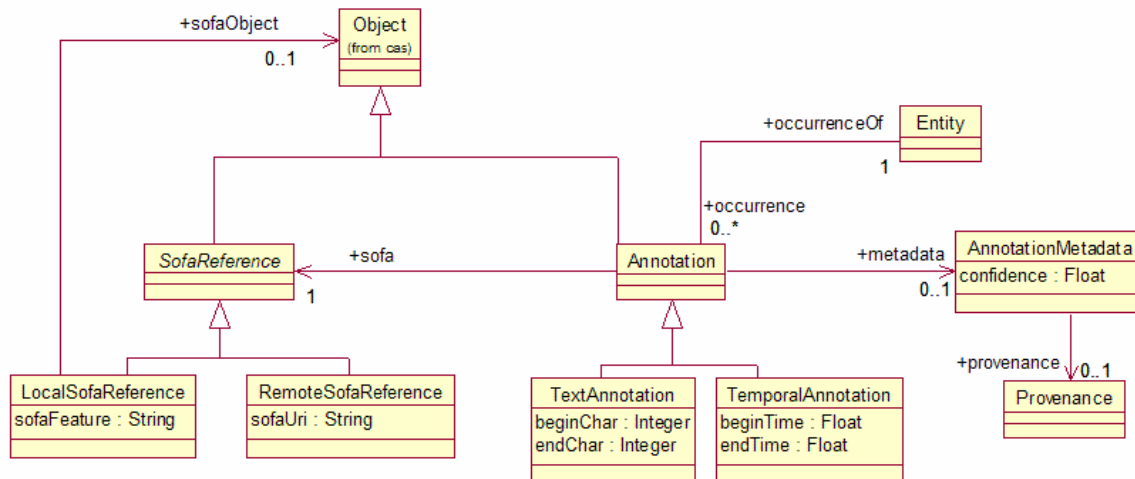 +sofaObject
0..1
Object
(from cas)
+occurrenceOf
1
Entity
+occurrence
0..*
SofaReference
+sofa
1
Annotation
+metadata
0..1
AnnotationMetadata
confidence : Float
+provenance
0..1
Provenance
LocalSofaReference
sofaFeature : String
RemoteSofaReference
sofaUri : String
TextAnnotation
beginChar : Integer
endChar : Integer
TemporalAnnotation
beginTime : Float
endTime : Float